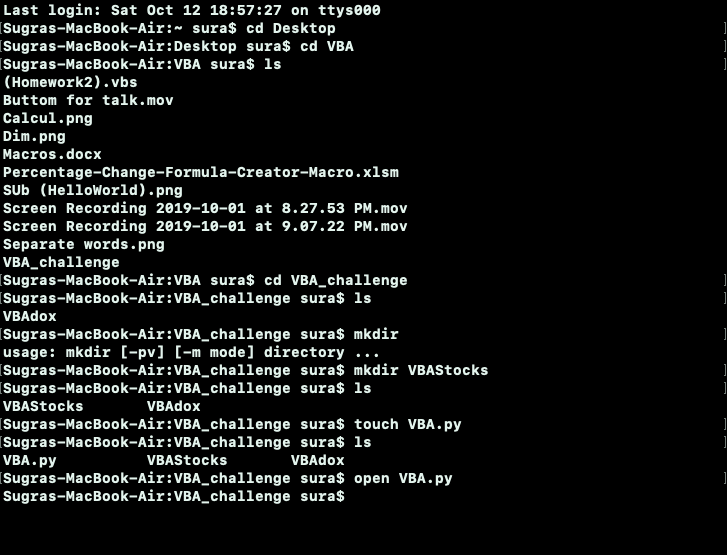 Last login: Sat Oct 12 18:57:27 on ttys000
[Sugras-MacBook-Air:~ sura$ cd Desktop ]
[Sugras-MacBook-Air:Desktop sura$ cd VBA ]
[Sugras-MacBook-Air:VBA sura$ ls ]
(Homework2).vbs
Buttom for talk.mov
Calcul.png
Dim.png
Macros.docx
Percentage-Change-Formula-Creator-Macro.xlsm
SUb (HelloWorld).png
Screen Recording 2019-10-01 at 8.27.53 PM.mov
Screen Recording 2019-10-01 at 9.07.22 PM.mov
Separate words.png
VBA_challenge
[Sugras-MacBook-Air:VBA sura$ cd VBA_challenge ]
[Sugras-MacBook-Air:VBA_challenge sura$ ls ]
VBAdox
[Sugras-MacBook-Air:VBA_challenge sura$ mkdir ]
usage: mkdir [-pv] [-m mode] directory ...
[Sugras-MacBook-Air:VBA_challenge sura$ mkdir VBAStocks ]
[Sugras-MacBook-Air:VBA_challenge sura$ ls ]
VBAStocks VBAdox
[Sugras-MacBook-Air:VBA_challenge sura$ touch VBA.py ]
[Sugras-MacBook-Air:VBA_challenge sura$ ls ]
VBA.py VBAStocks VBAdox
[Sugras-MacBook-Air:VBA_challenge sura$ open VBA.py ]
Sugras-MacBook-Air:VBA_challenge sura$